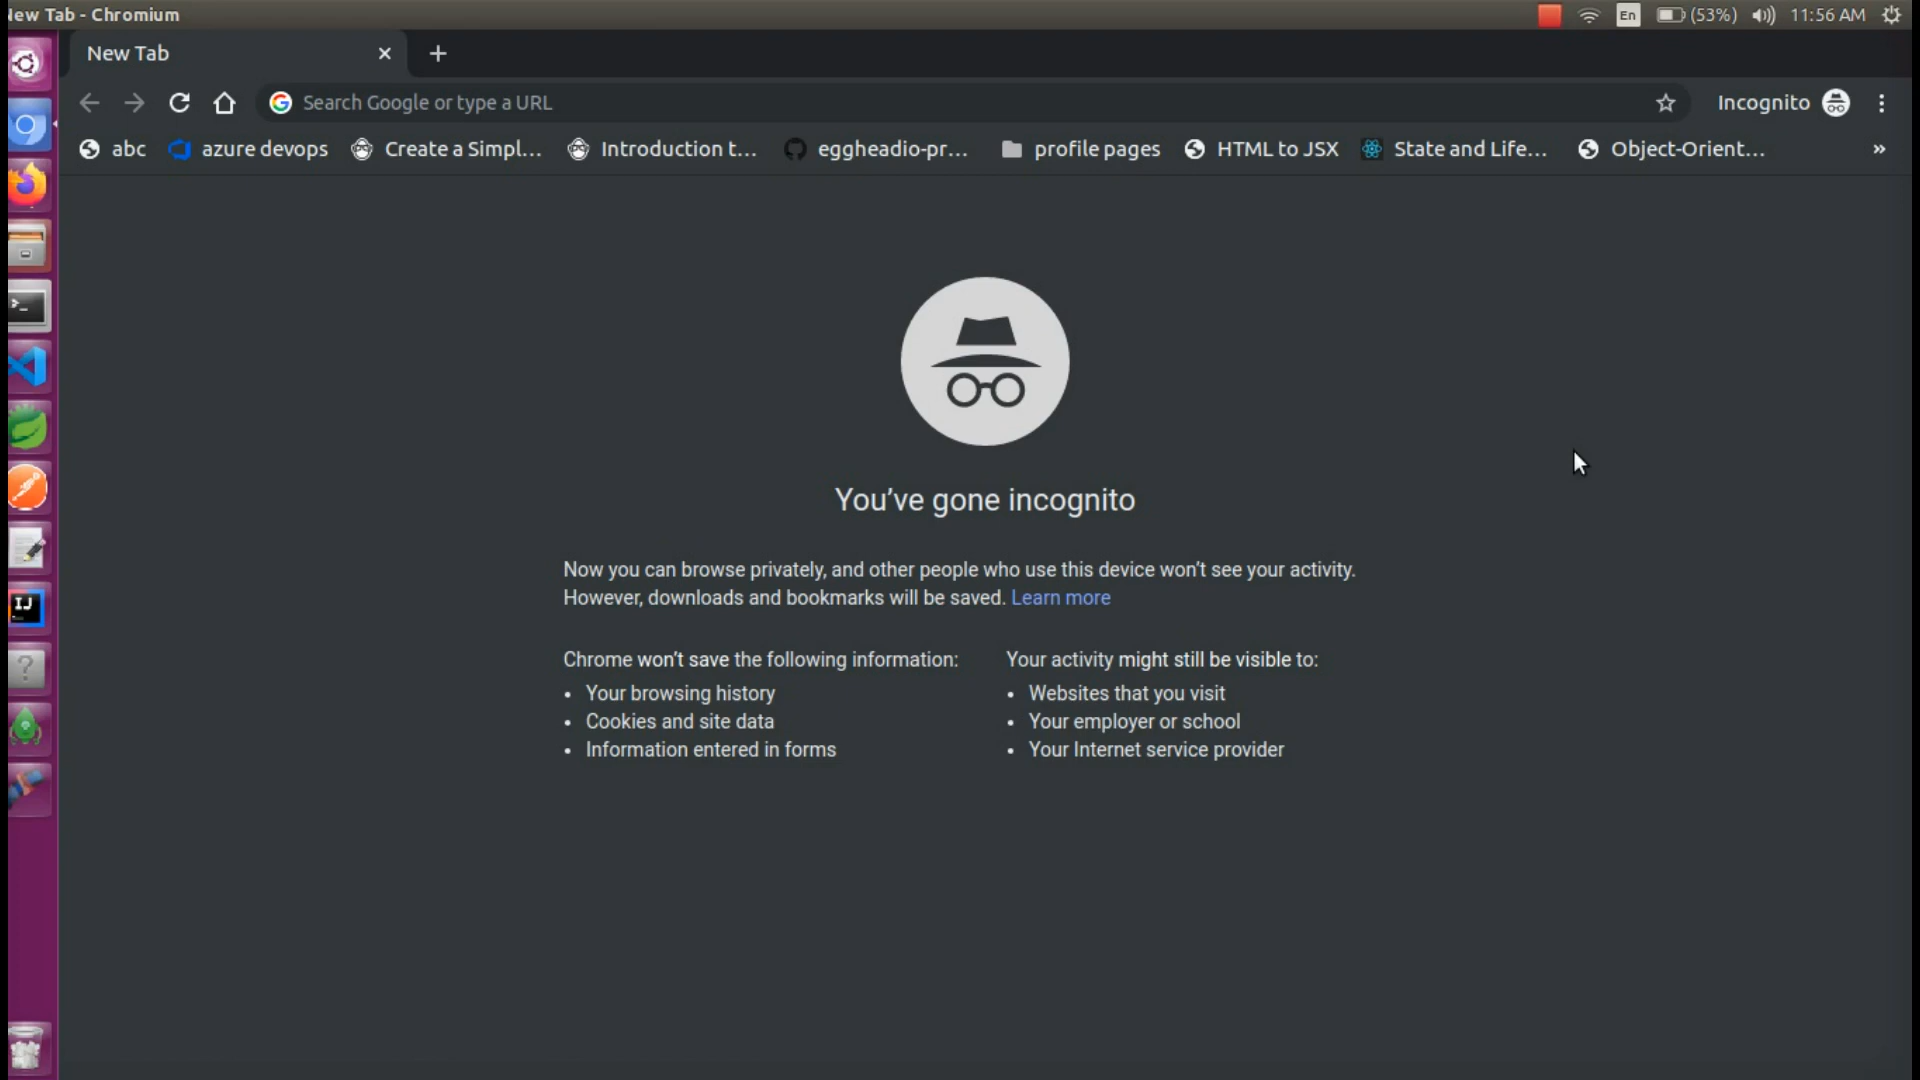 New Tab - Chromium
En
(53%)
11:56 AM
New Tab
Search Google or type a URL
Incognito
abc
azure devops
Create a Simpl...
Introduction t...
eggheadio-pr...
profile pages
HTML to JSX
State and Life...
Object-Orient...
»
>_
IJ
?
You've gone incognito
Now you can browse privately, and other people who use this device won't see your activity.
However, downloads and bookmarks will be saved. Learn more
Chrome won't save the following information:
• Your browsing history
• Cookies and site data
• Information entered in forms
Your activity might still be visible to:
• Websites that you visit
• Your employer or school
• Your Internet service provider